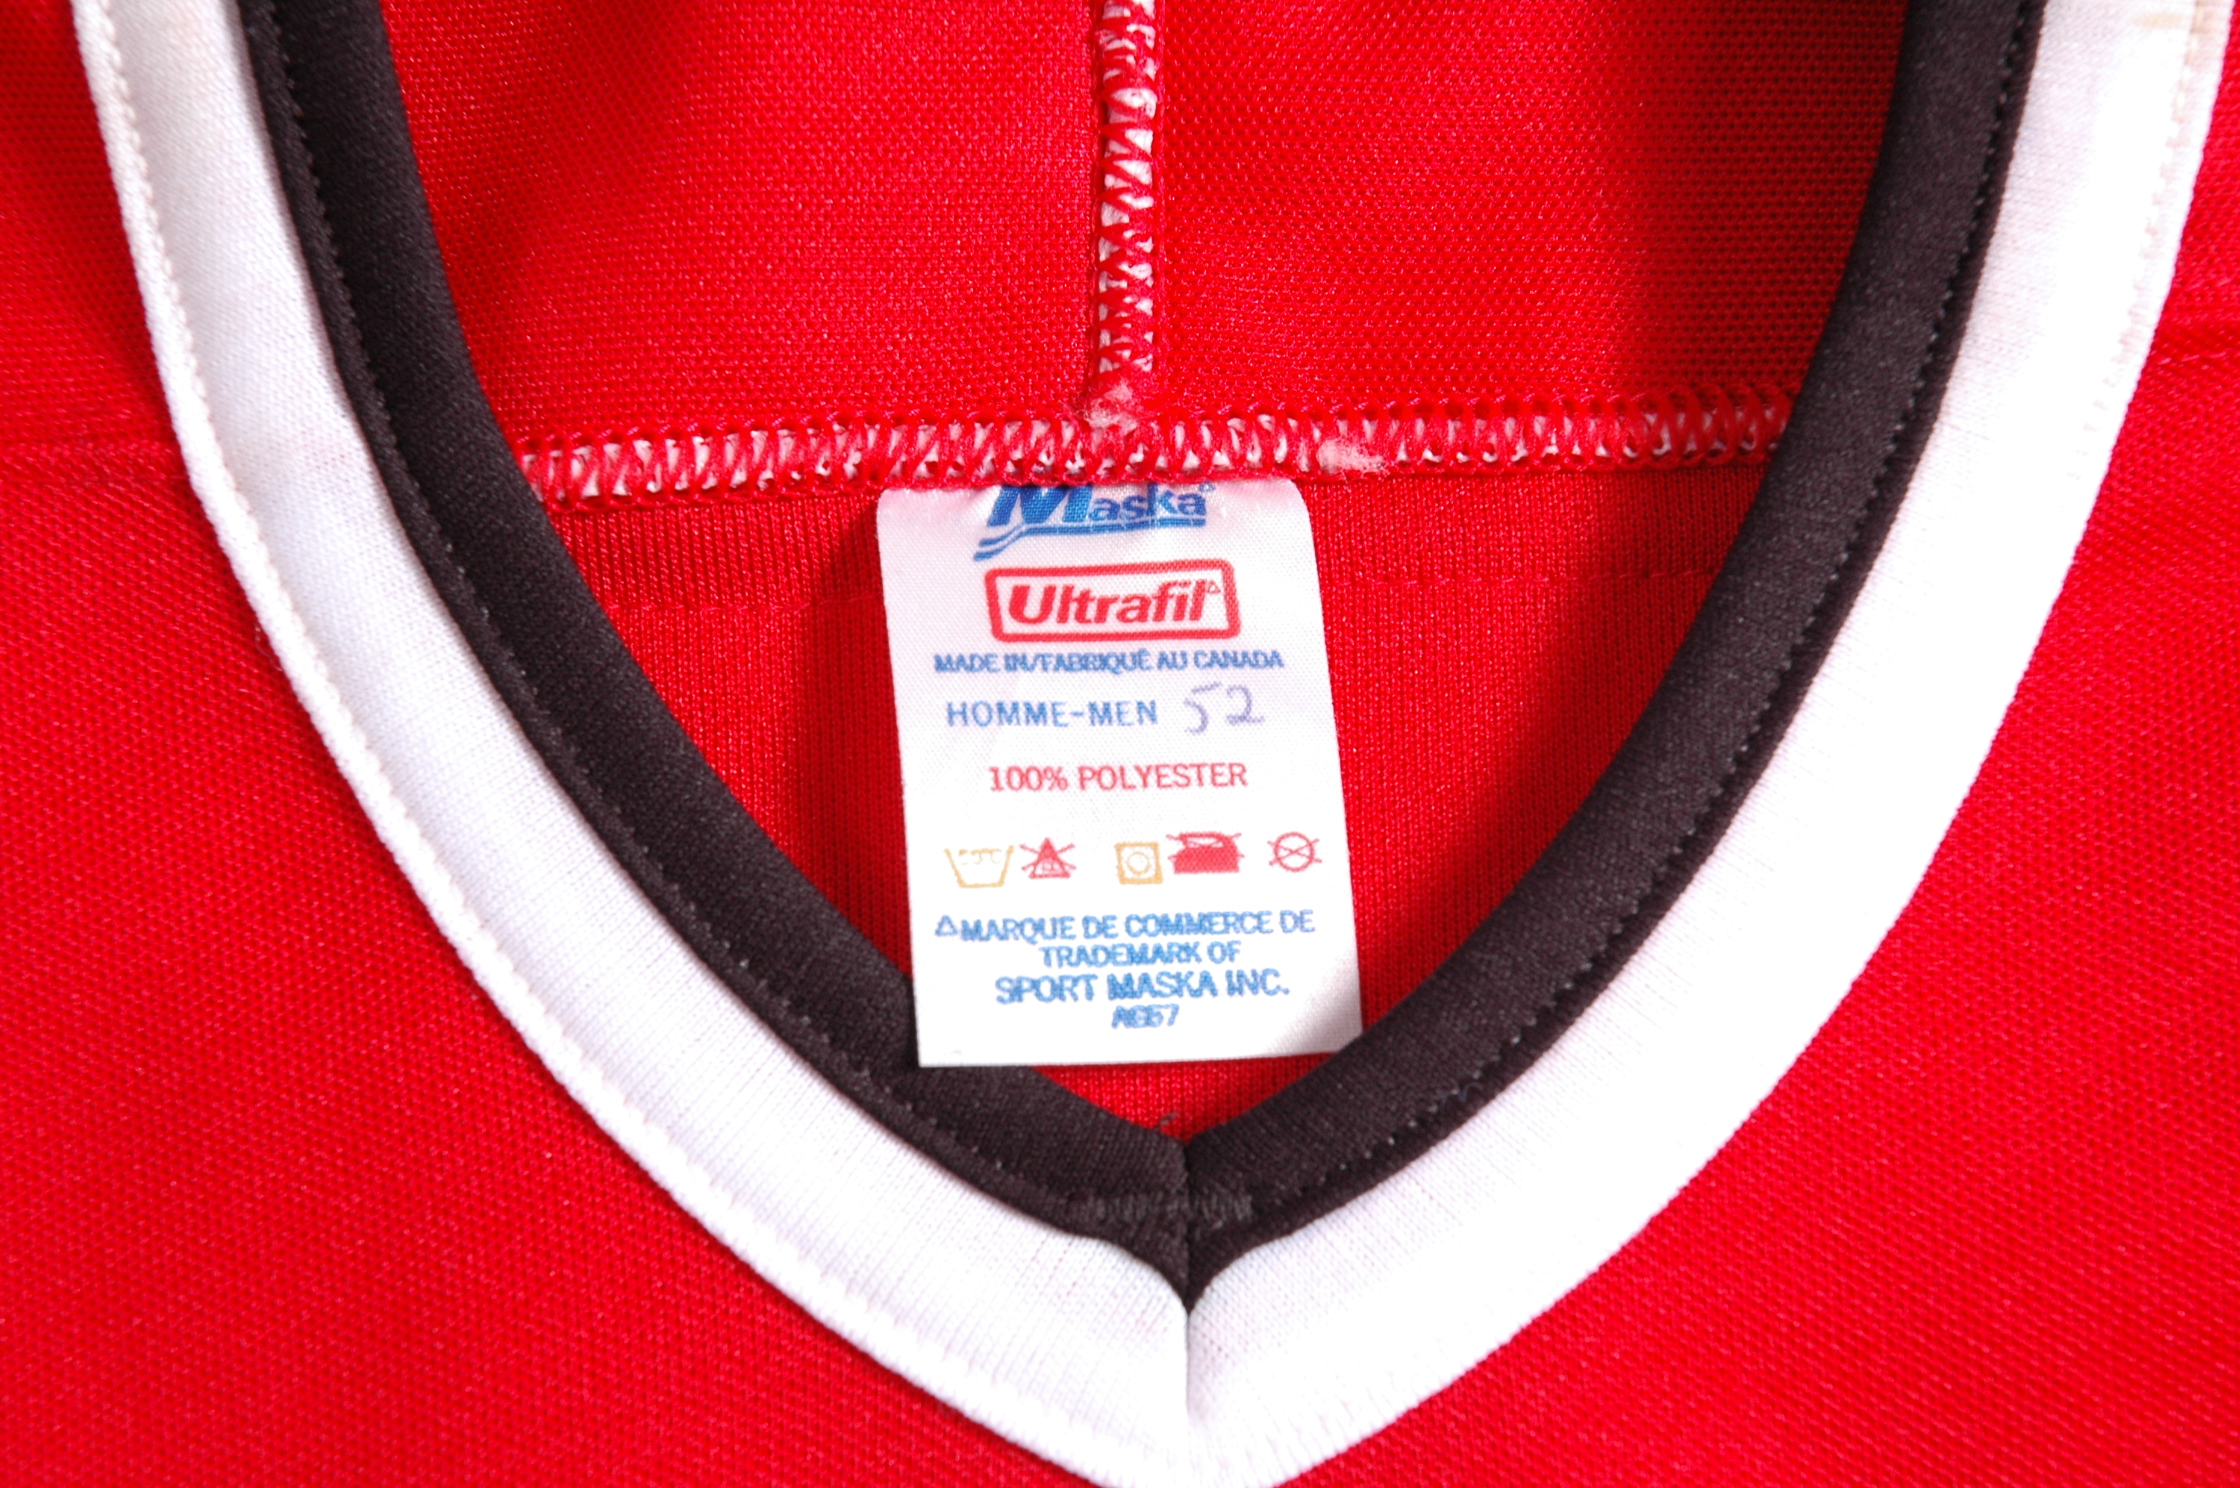 Maska
Ultrafil
MADE IN/FABRIQUÉ AU CANADA
HOMME-MEN 52
100% POLYESTER
MARQUE DE COMMERCE DE
TRADEMARK OF
SPORT MASKA INC.